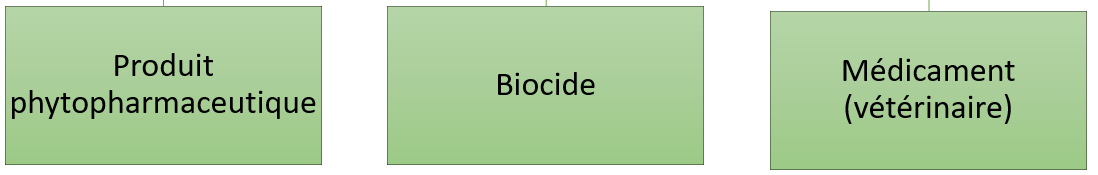 Produit
phytopharmaceutique
Biocide
Médicament
(vétérinaire)